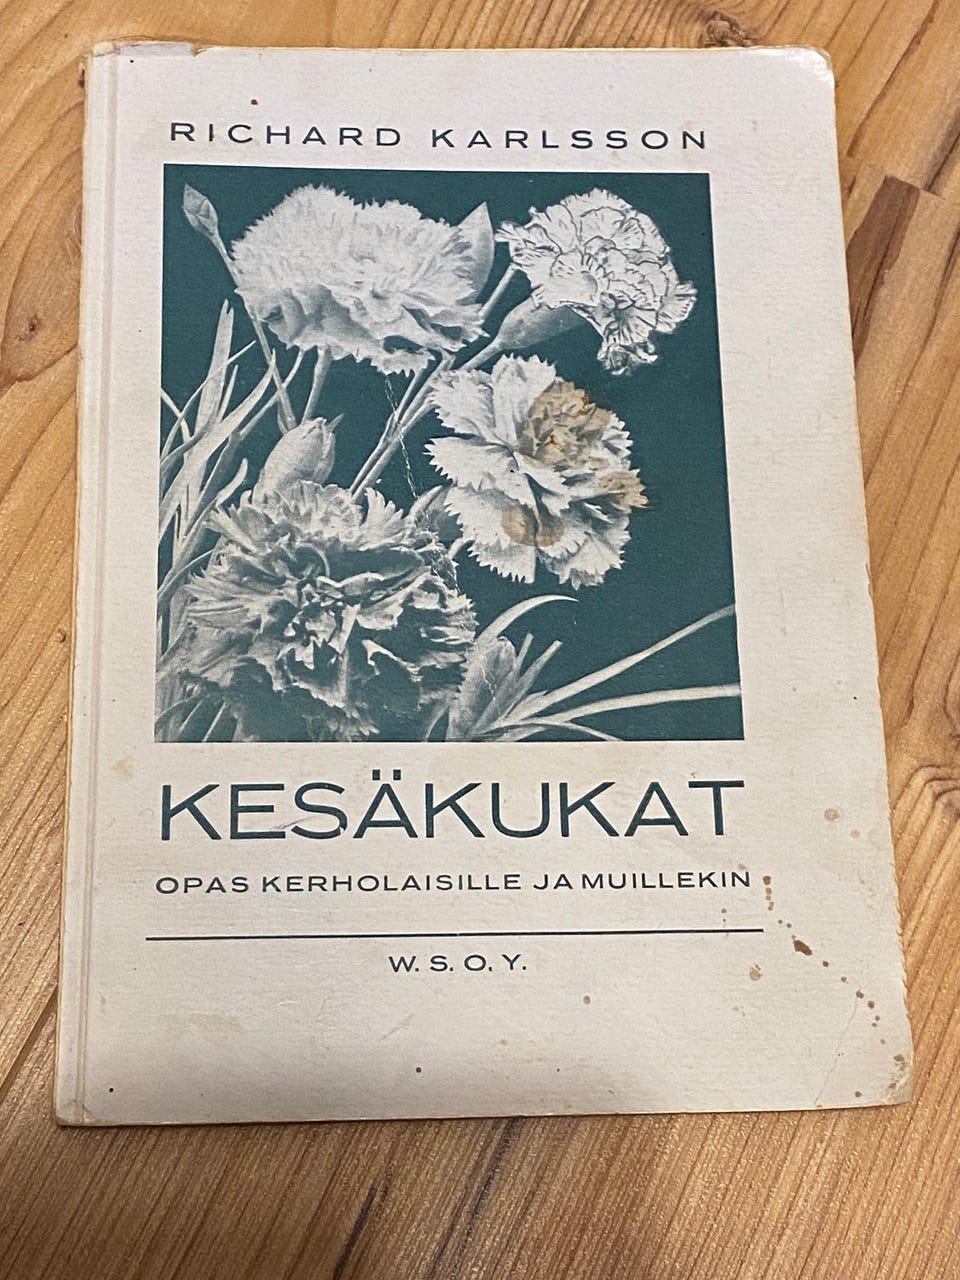 RICHARD KARLSSON
KESÄKUKAT
OPAS KERHOLAISILLE JA MUILLEKIN
W. S. O. Y.